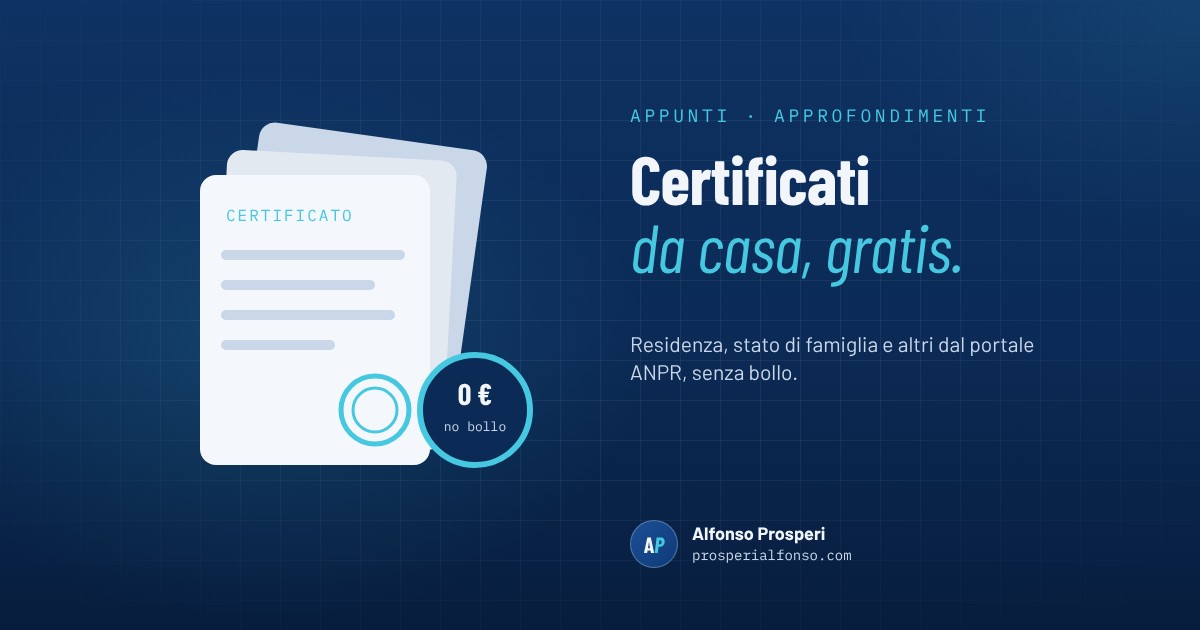 CERTIFICATO
0 €
no bollo
APPUNTI · APPROFONDIMENTI
Certificati
da casa, gratis.
Residenza, stato di famiglia e altri dal portale
ANPR, senza bollo.
AP
Alfonso Prosperi
prosperialfonso.com